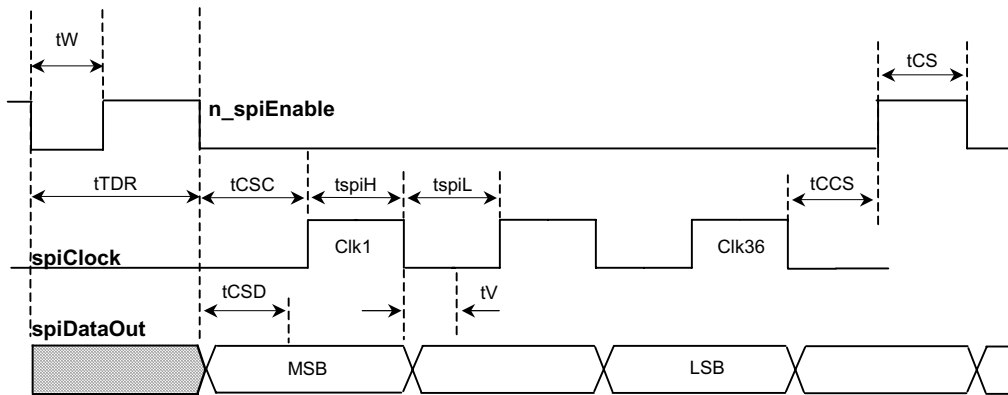 tW
tCS
n_spiEnable
tTDR
tCSC
tspiH
tspiL
tCCS
Clk1
Clk36
spiClock
tCSD
tV
spiDataOut
MSB
LSB